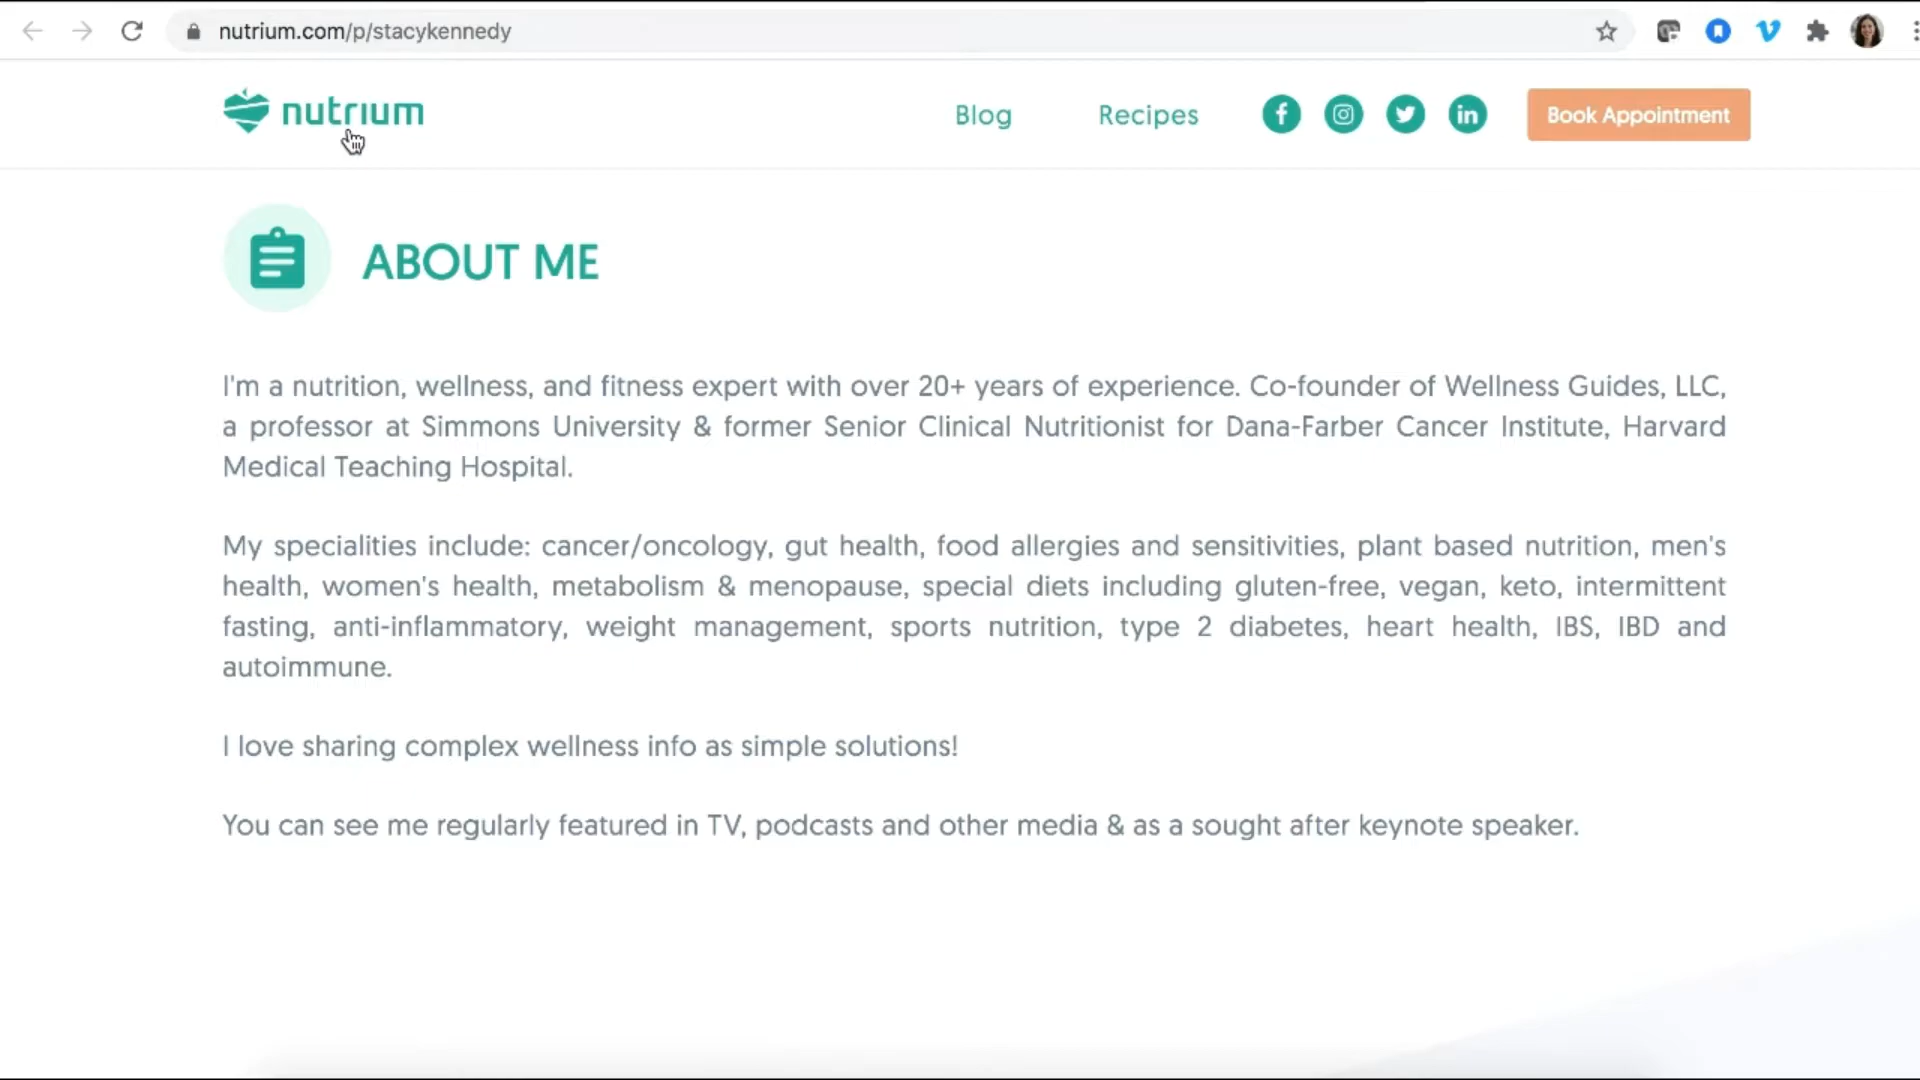 nutrium.com/p/stacykennedy
nutrium
Blog
Recipes
Book Appointment
ABOUT ME
I'm a nutrition, wellness, and fitness expert with over 20+ years of experience. Co-founder of Wellness Guides, LLC,
a professor at Simmons University & former Senior Clinical Nutritionist for Dana-Farber Cancer Institute, Harvard
Medical Teaching Hospital.
My specialities include: cancer/oncology, gut health, food allergies and sensitivities, plant based nutrition, men's
health, women's health, metabolism & menopause, special diets including gluten-free, vegan, keto, intermittent
fasting, anti-inflammatory, weight management, sports nutrition, type 2 diabetes, heart health, IBS, IBD and
autoimmune.
I love sharing complex wellness info as simple solutions!
You can see me regularly featured in TV, podcasts and other media & as a sought after keynote speaker.